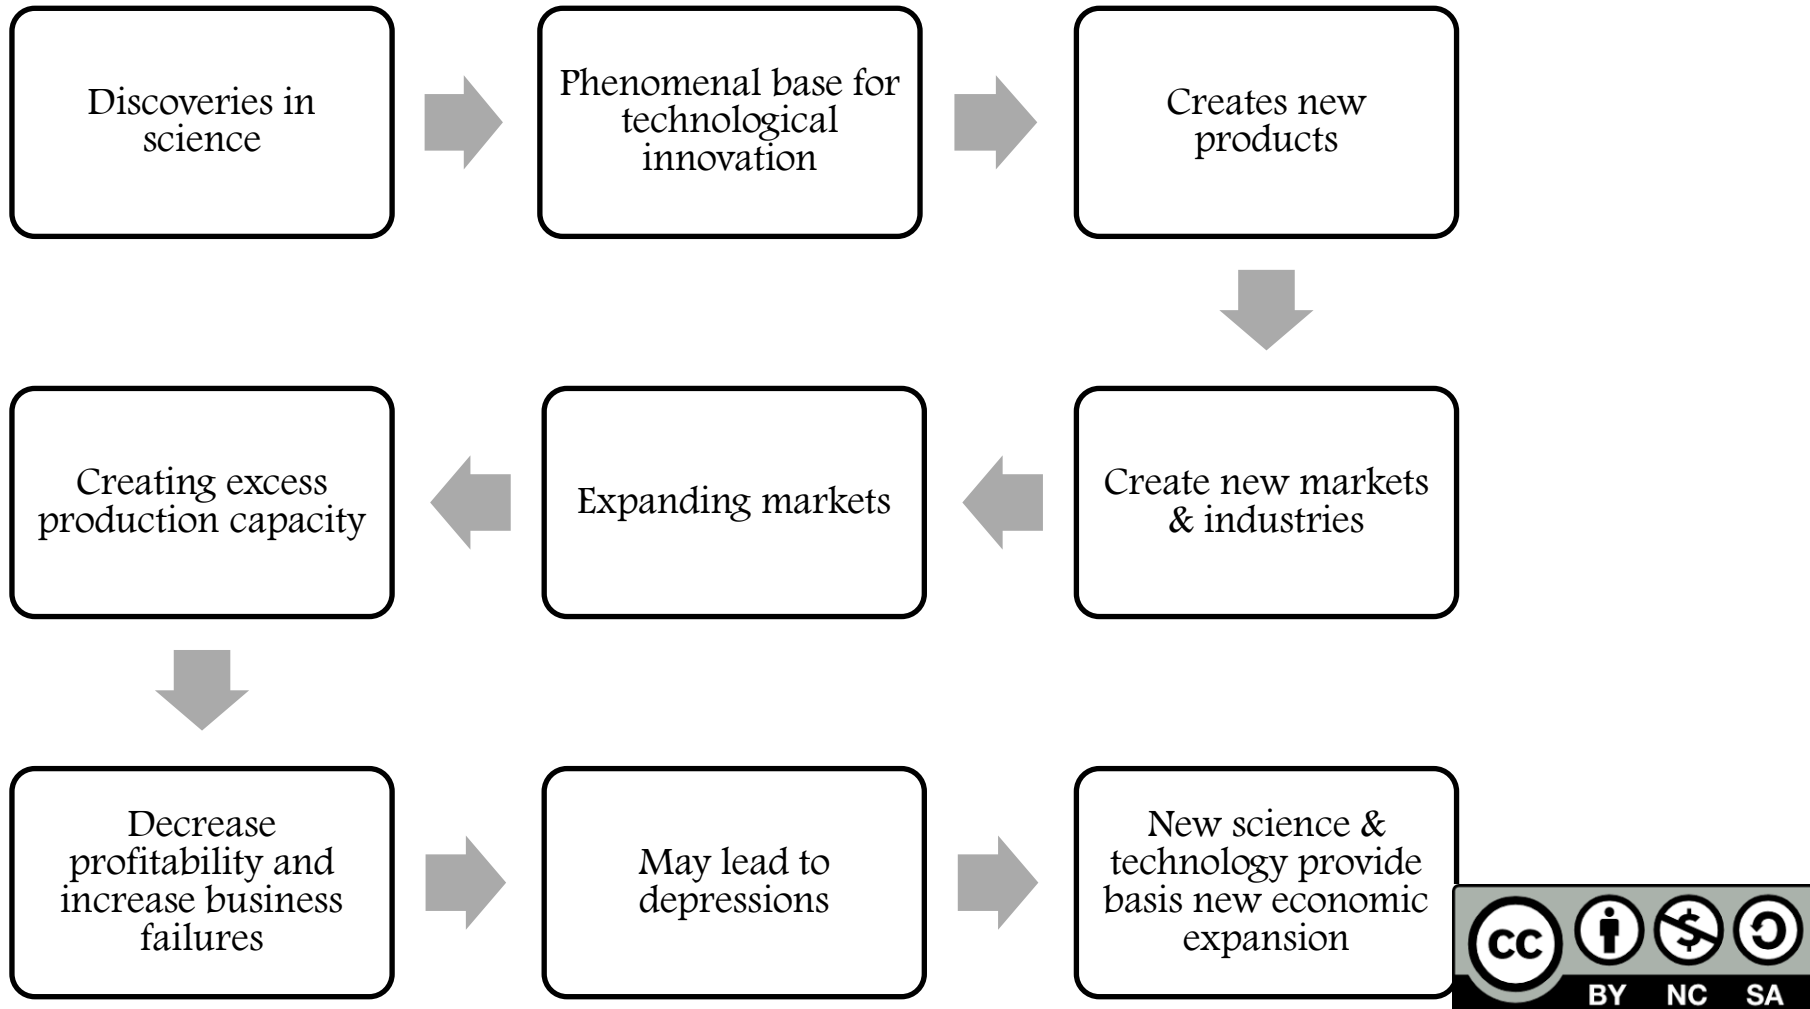 Discoveries in
science
Phenomenal base for
technological
innovation
Creates new
products
Create new markets
& industries
Expanding markets
Creating excess
production capacity
Decrease
profitability and
increase business
failures
May lead to
depressions
New science &
technology provide
basis new economic
expansion
cc
BY NC SA